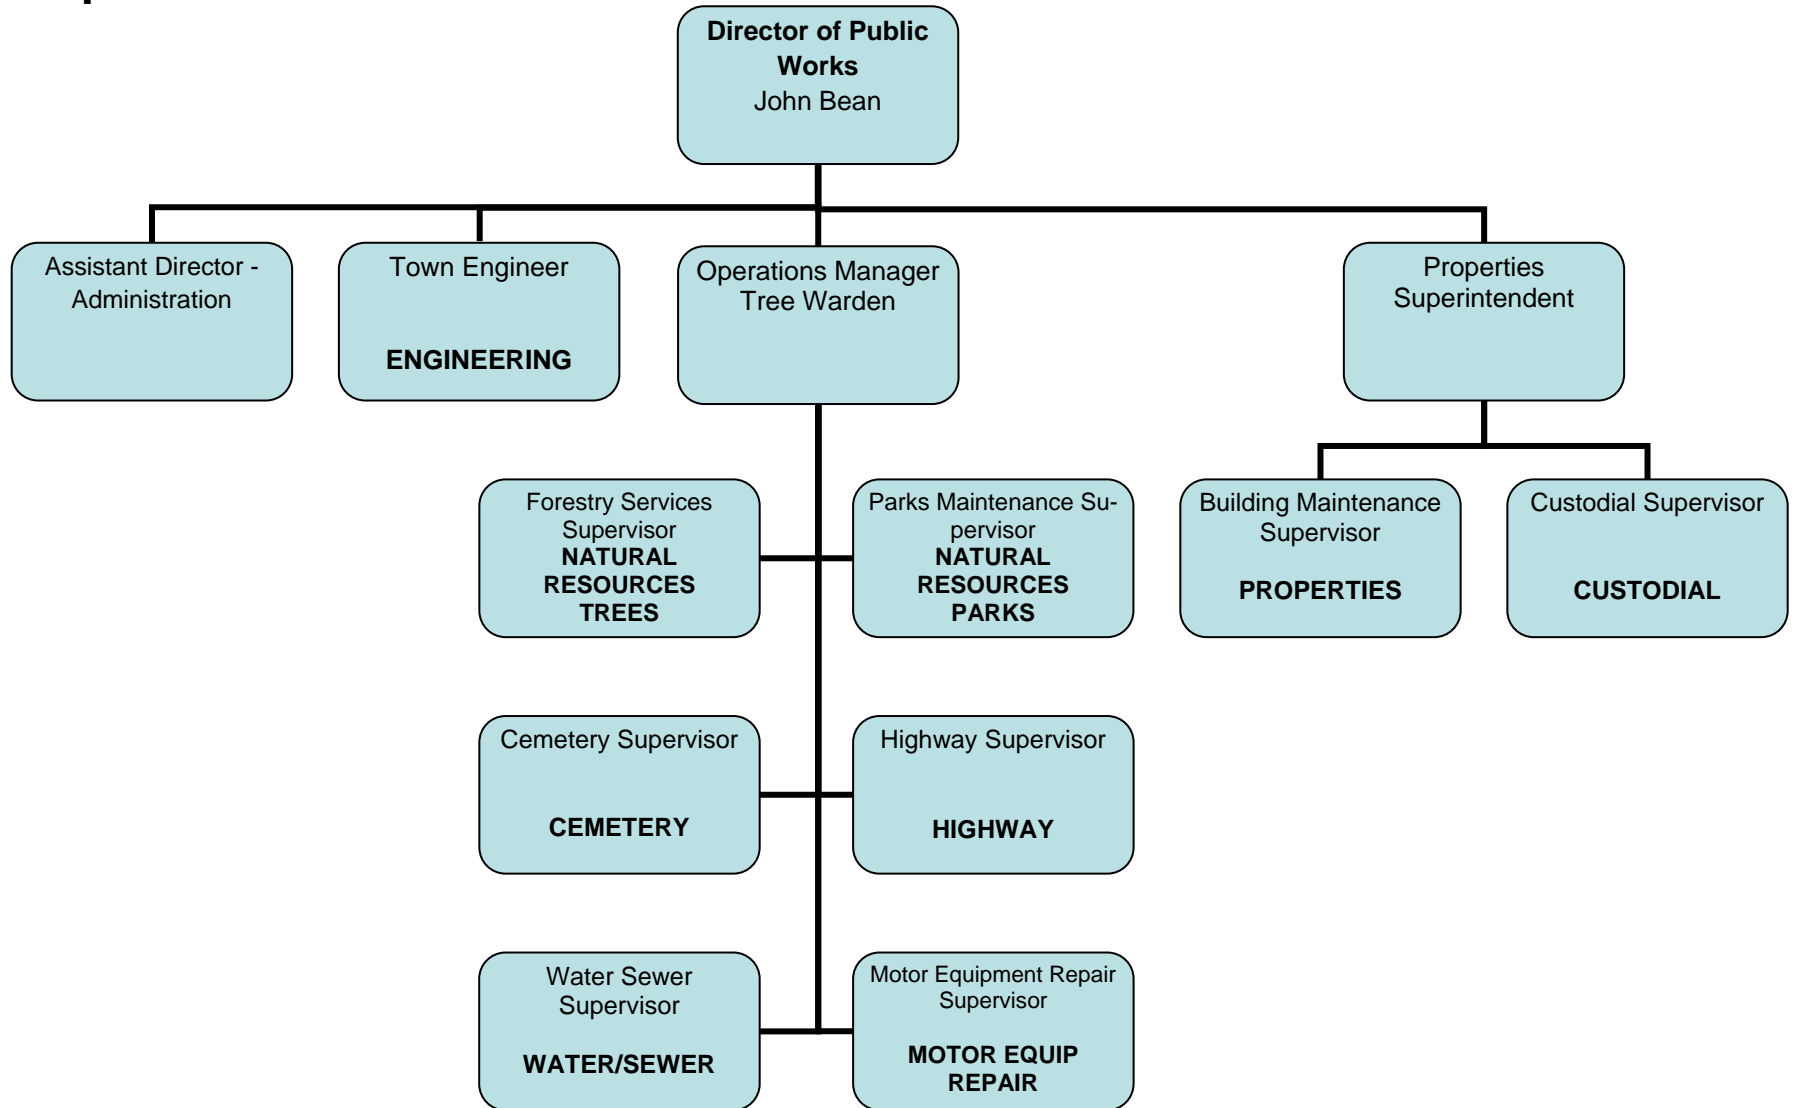 Director of Public
Works
John Bean
Assistant Director -
Administration
Town Engineer
ENGINEERING
Operations Manager
Tree Warden
Properties
Superintendent
Forestry Services
Supervisor
NATURAL
RESOURCES
TREES
Parks Maintenance Su-
pervisor
NATURAL
RESOURCES
PARKS
Building Maintenance
Supervisor
PROPERTIES
Custodial Supervisor
CUSTODIAL
Cemetery Supervisor
CEMETERY
Highway Supervisor
HIGHWAY
Water Sewer
Supervisor
WATER/SEWER
Motor Equipment Repair
Supervisor
MOTOR EQUIP
REPAIR